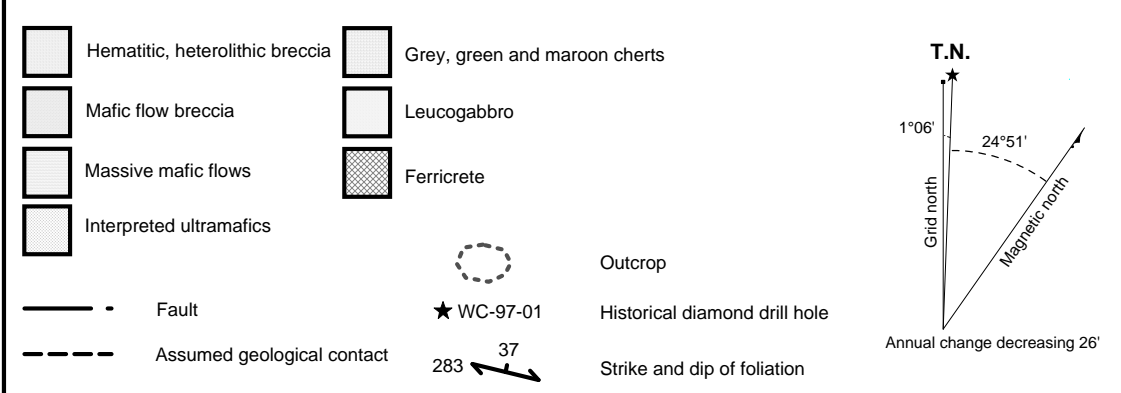 Hematitic, heterolithic breccia
Mafic flow breccia
Massive mafic flows
Interpreted ultramafics
Grey, green and maroon cherts
Leucogabbro
Ferricrete
Fault
Assumed geological contact
Outcrop
WC-97-01
Historical diamond drill hole
37
283
Strike and dip of foliation
T.N.
1°06'
24°51'
Grid north
Magnetic north
Annual change decreasing 26'